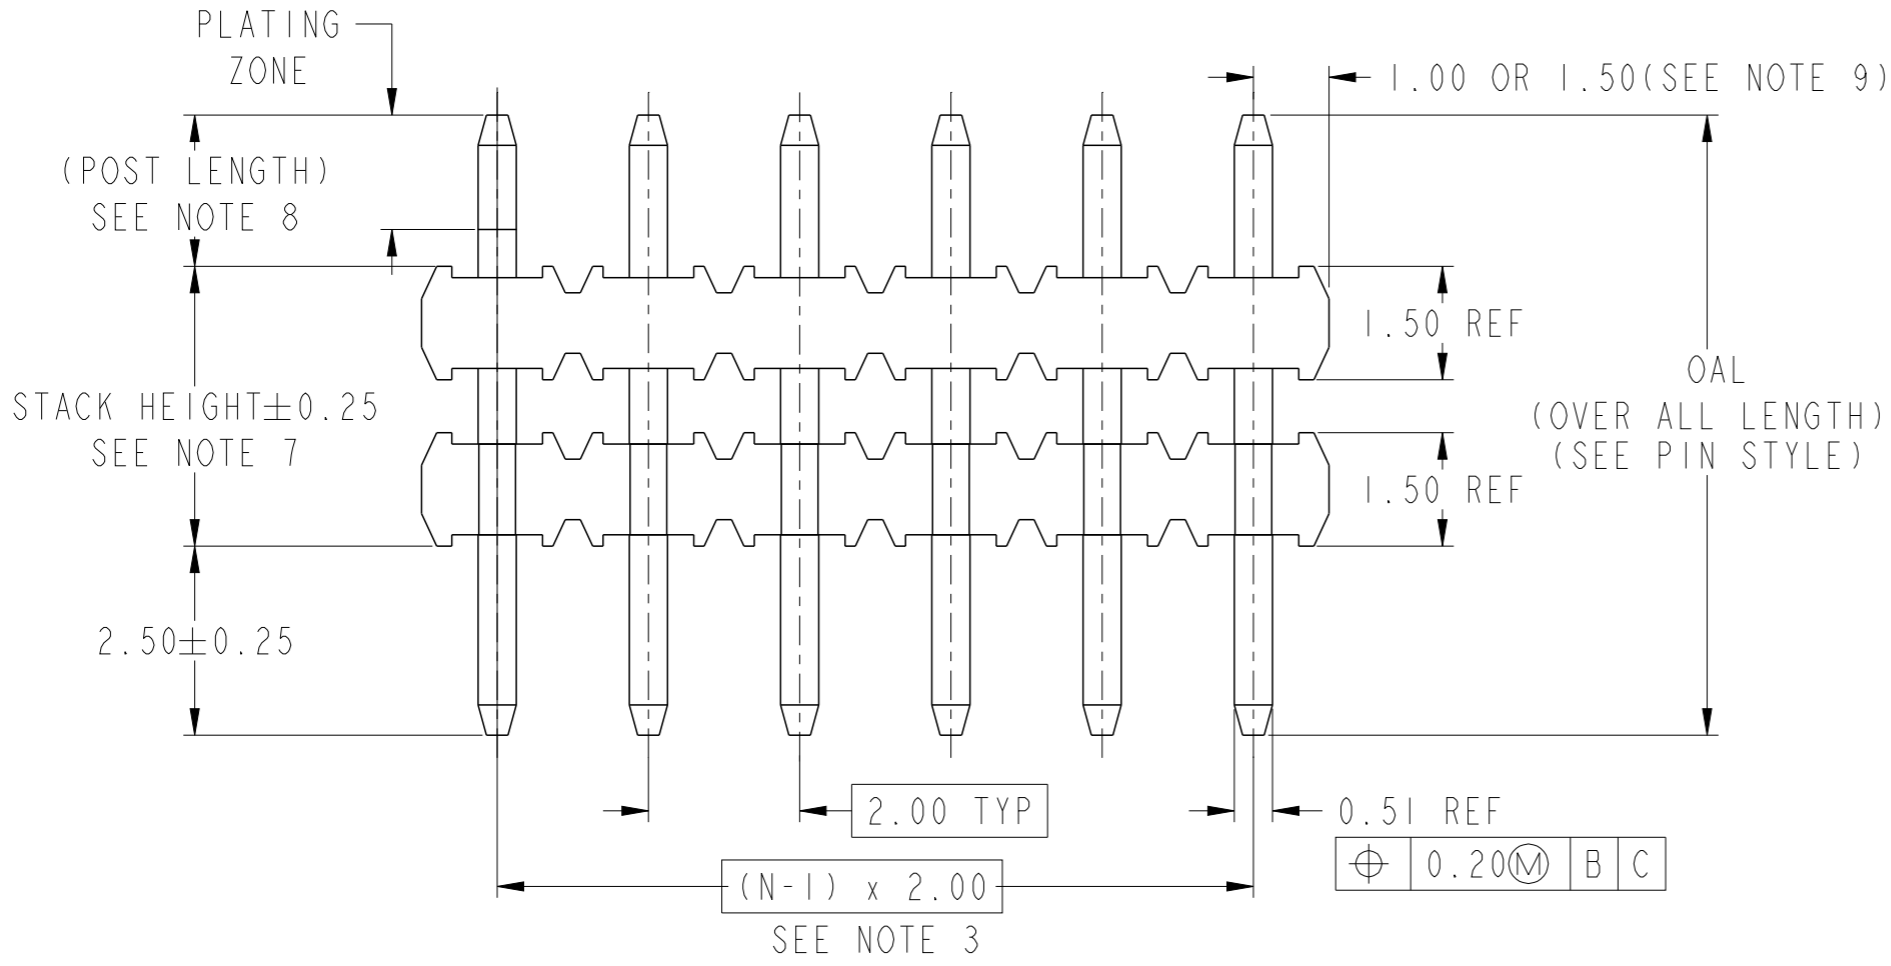 PLATING
ZONE
1.00 OR 1.50(SEE NOTE 9)
(POST LENGTH)
SEE NOTE 8
1.50 REF
OAL
(OVER ALL LENGTH)
(SEE PIN STYLE)
STACK HEIGHT±0.25
SEE NOTE 7
1.50 REF
2.50±0.25
2.00 TYP
0.51 REF
⌖ 0.20Ⓜ B C
(N-1) x 2.00
SEE NOTE 3